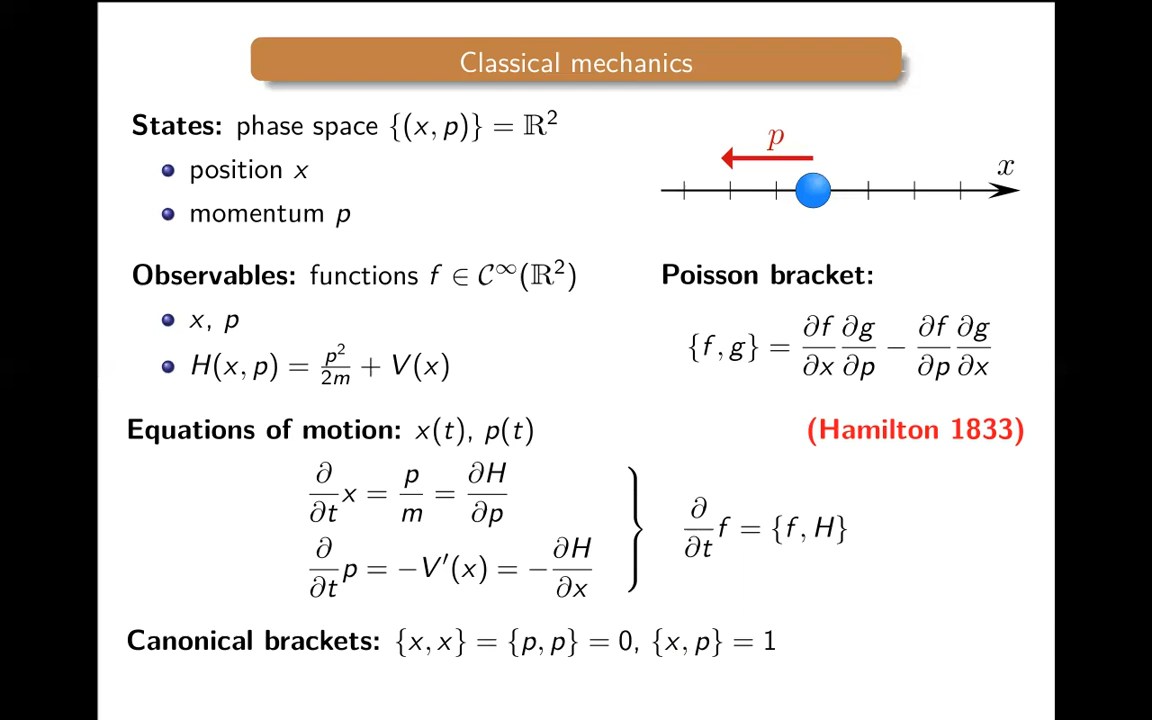 Classical mechanics
States: phase space {(x, p)} = ℝ²
• position x
• momentum p
p
x
Observables: functions f ∈ 𝒞^∞(ℝ²)
• x, p
• H(x, p) = p²/2m + V(x)
Poisson bracket:
{f, g} = ∂f/∂x ∂g/∂p − ∂f/∂p ∂g/∂x
Equations of motion: x(t), p(t)
(Hamilton 1833)
∂/∂t x = p/m = ∂H/∂p
∂/∂t p = −V′(x) = −∂H/∂x
} ∂/∂t f = {f, H}
Canonical brackets: {x, x} = {p, p} = 0, {x, p} = 1